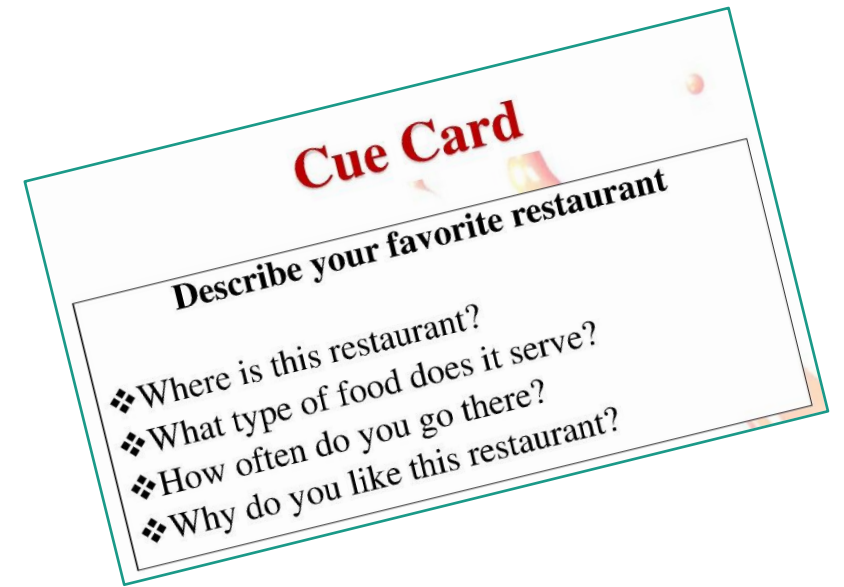 Cue Card
Describe your favorite restaurant
❖Where is this restaurant?
❖What type of food does it serve?
❖How often do you go there?
❖Why do you like this restaurant?